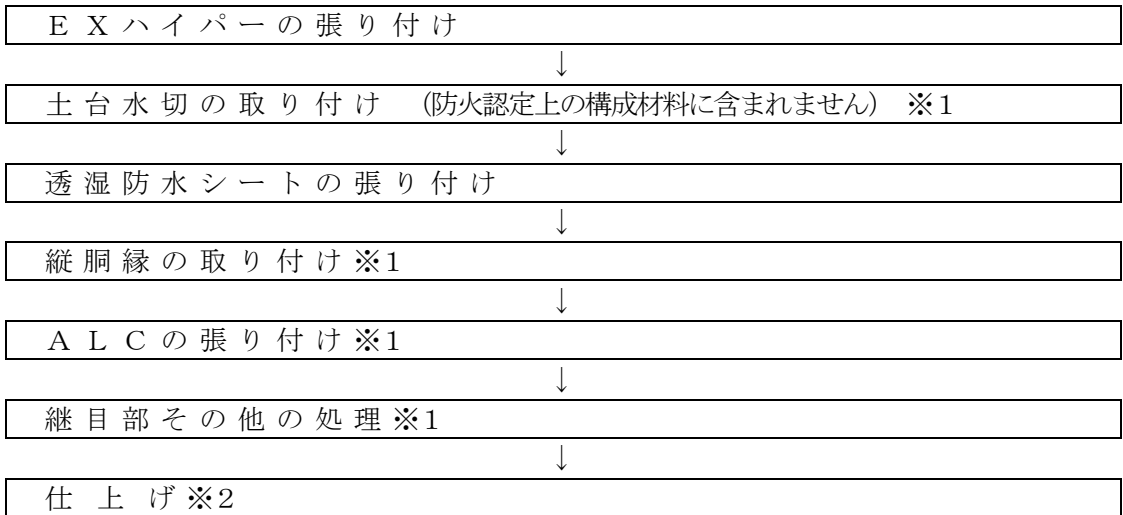 ＥＸハイパーの張り付け
↓
土台水切の取り付け　（防火認定上の構成材料に含まれません）　※１
↓
透湿防水シートの張り付け
↓
縦胴縁の取り付け※１
↓
ＡＬＣの張り付け※１
↓
継目部その他の処理※１
↓
仕上げ※２